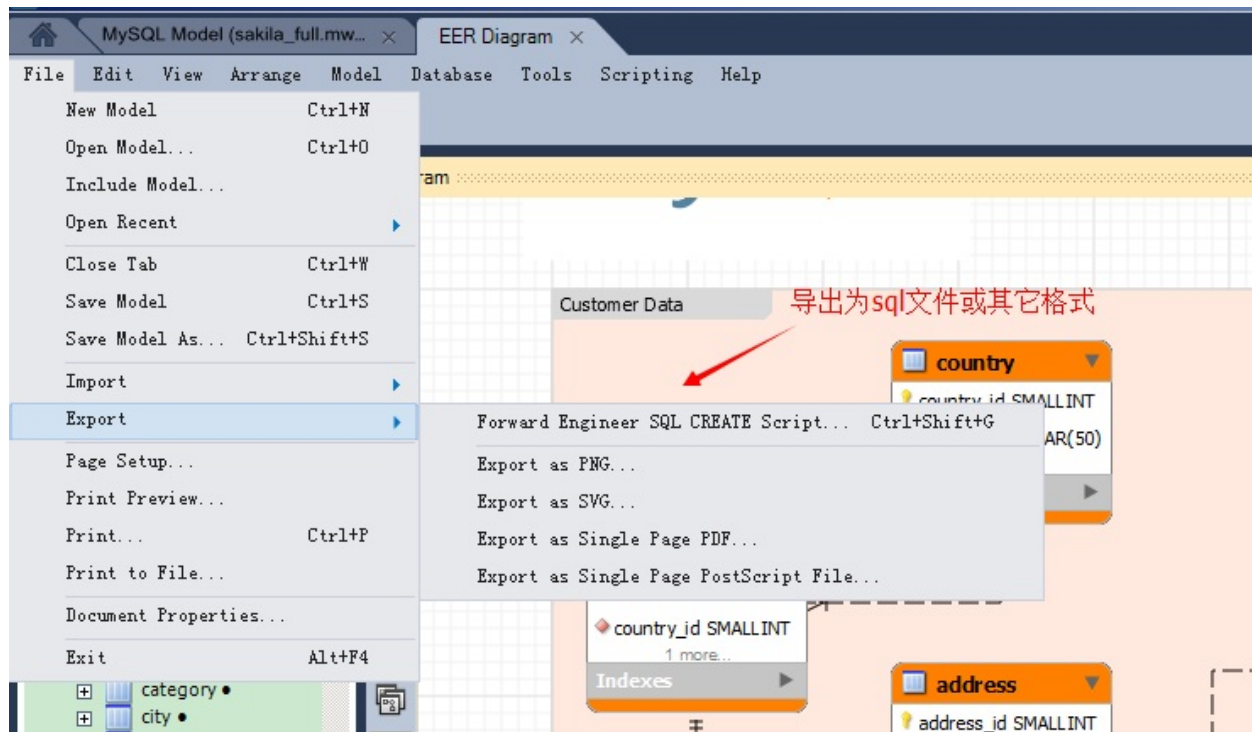 MySQL Model (sakila_full.mw...
EER Diagram
File Edit View Arrange Model Database Tools Scripting Help
New Model Ctrl+N
Open Model... Ctrl+O
Include Model...
Open Recent
Close Tab Ctrl+W
Save Model Ctrl+S
Save Model As... Ctrl+Shift+S
Import
Export
Page Setup...
Print Preview...
Print... Ctrl+P
Print to File...
Document Properties...
Exit Alt+F4
Forward Engineer SQL CREATE Script... Ctrl+Shift+G
Export as PNG...
Export as SVG...
Export as Single Page PDF...
Export as Single Page PostScript File...
ram
Customer Data
导出为sql文件或其它格式
country
country_id SMALLINT
AR(50)
country_id SMALLINT
1 more...
Indexes
address
address_id SMALLINT
category
city